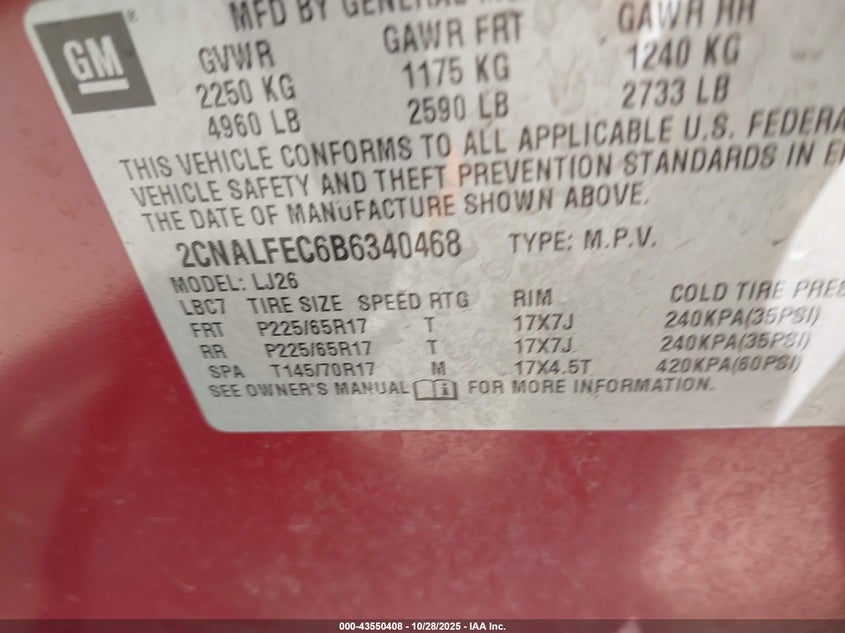 MFD BY GENERAL
GM ®
GVWR GAWR FRT GAWR RR
2250 KG 1175 KG 1240 KG
4960 LB 2590 LB 2733 LB
THIS VEHICLE CONFORMS TO ALL APPLICABLE U.S. FEDERA
VEHICLE SAFETY AND THEFT PREVENTION STANDARDS IN E
THE DATE OF MANUFACTURE SHOWN ABOVE.
2CNALFEC6B6340468 TYPE: M.P.V.
MODEL: LJ26
LBC7 TIRE SIZE SPEED RTG RIM COLD TIRE PRES
FRT P225/65R17 T 17X7J 240KPA(35PSI)
RR P225/65R17 T 17X7J 240KPA(35PSI)
SPA T145/70R17 M 17X4.5T 420KPA(60PSI)
SEE OWNER'S MANUAL FOR MORE INFORMATION.
000-43550408 - 10/28/2025 - IAA Inc.